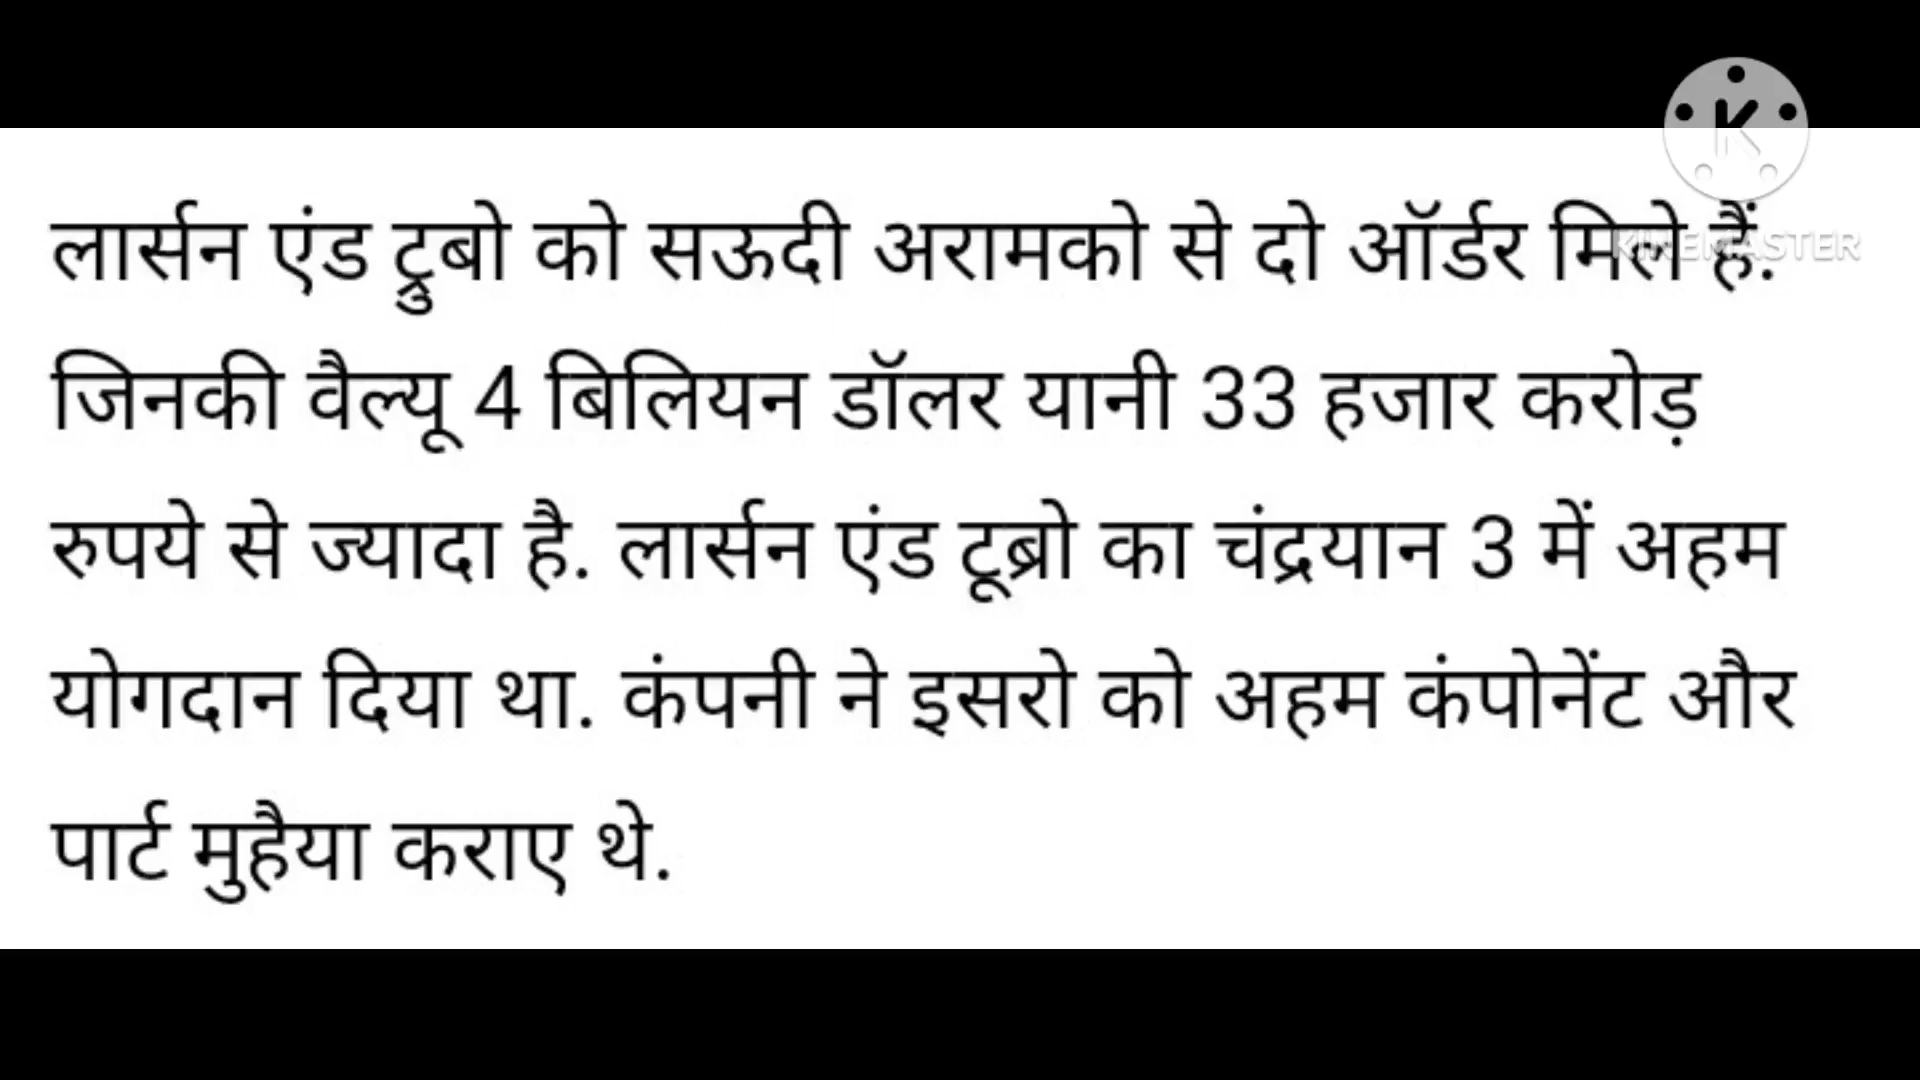 लार्सन एंड ट्रुबो को सऊदी अरामको से दो ऑर्डर मिले हैं.
जिनकी वैल्यू 4 बिलियन डॉलर यानी 33 हजार करोड़
रुपये से ज्यादा है. लार्सन एंड टूब्रो का चंद्रयान 3 में अहम
योगदान दिया था. कंपनी ने इसरो को अहम कंपोनेंट और
पार्ट मुहैया कराए थे.
K
KINEMASTER